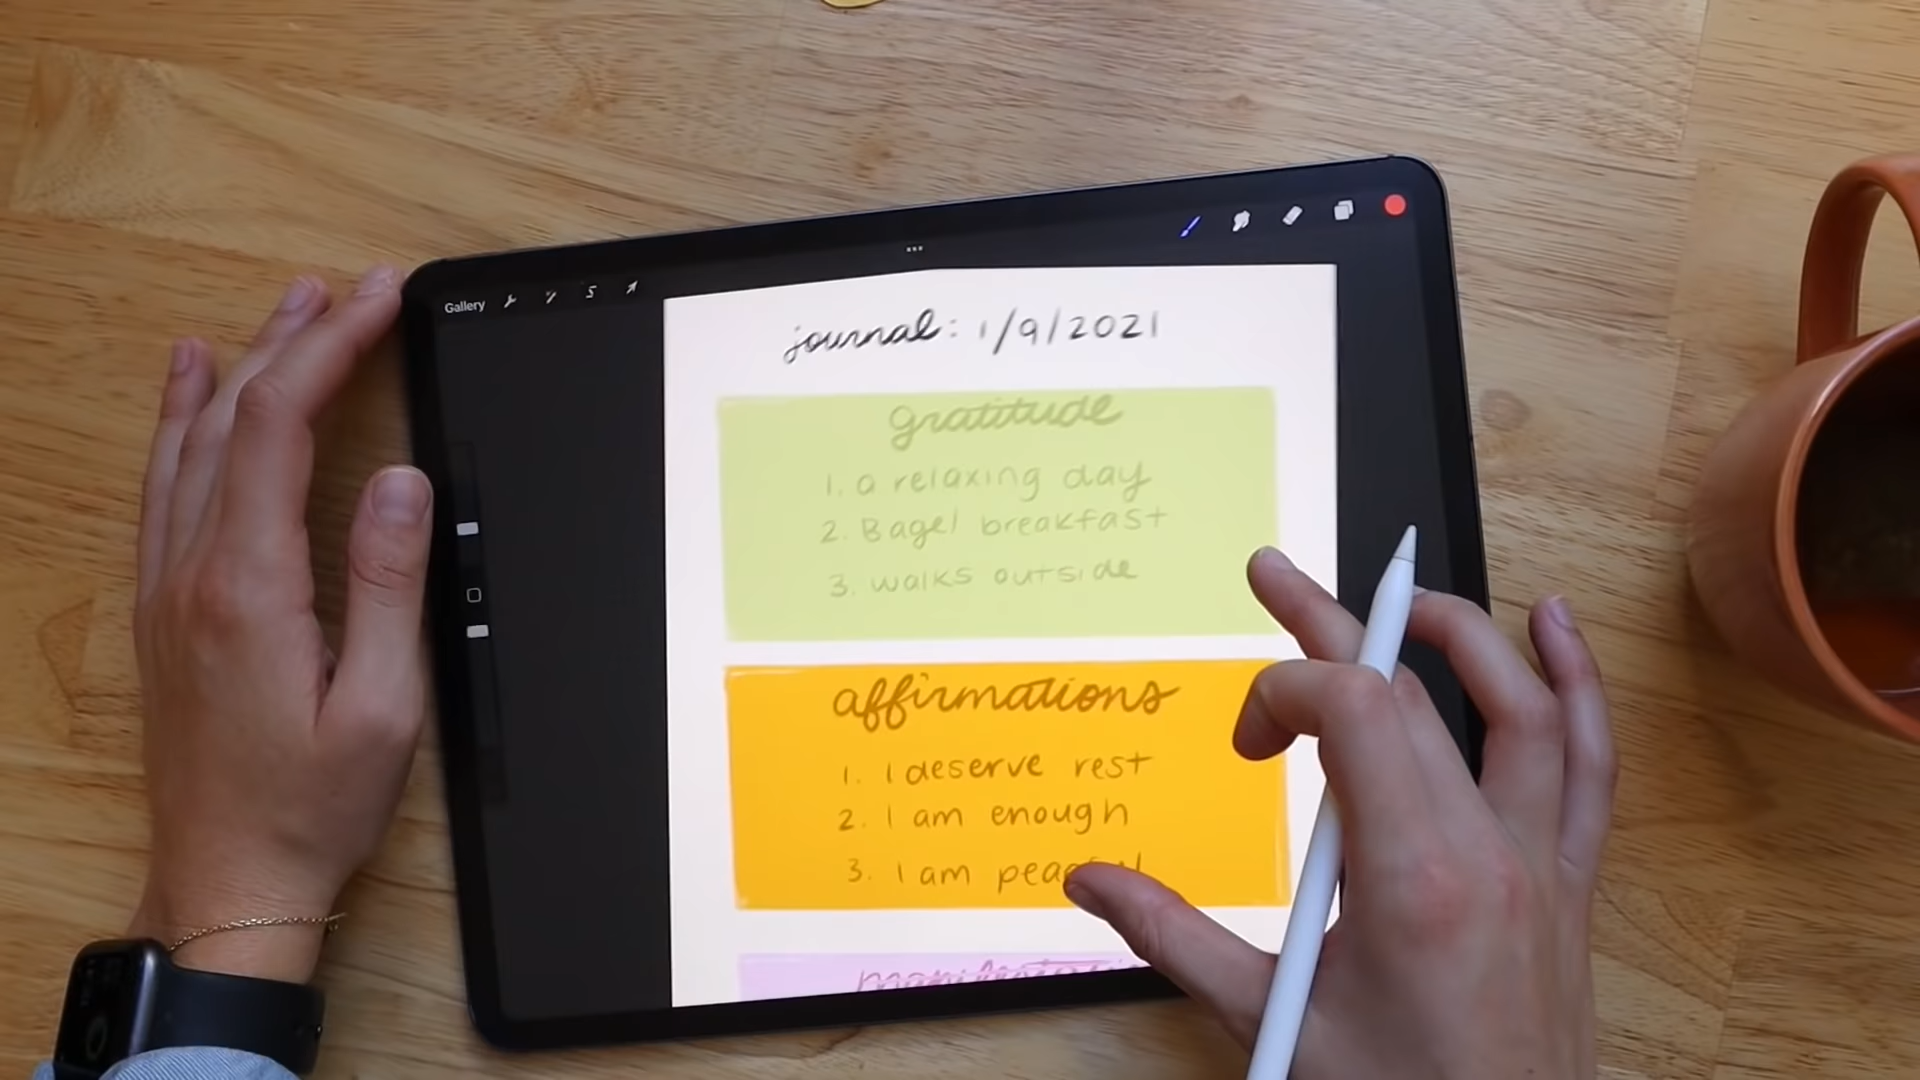 Gallery
journal: 1/9/2021
gratitude
1. a relaxing day
2. Bagel breakfast
3. walks outside
affirmations
1. I deserve rest
2. I am enough
3. I am